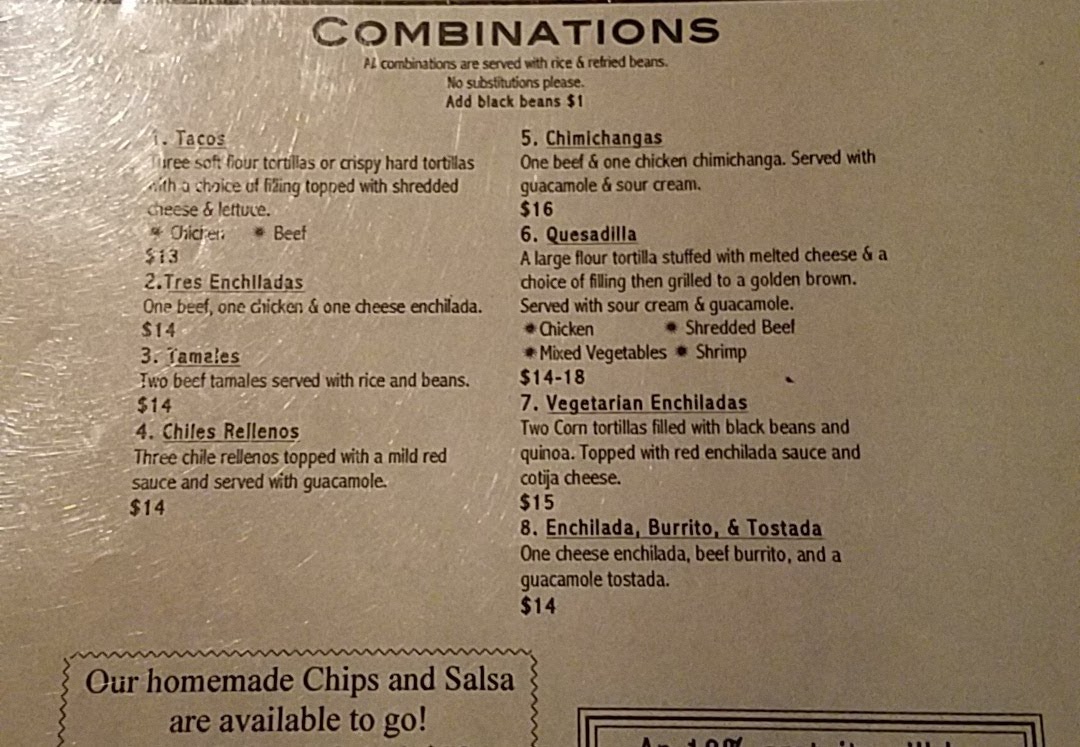 COMBINATIONS
All combinations are served with rice & refried beans.
No substitutions please.
Add black beans $1
1. Tacos
Three soft flour tortillas or crispy hard tortillas
with a choice of filling topped with shredded
cheese & lettuce.
* Chicken * Beef
$13
2.Tres Enchlladas
One beef, one chicken & one cheese enchilada.
$14
3. Tamales
Two beef tamales served with rice and beans.
$14
4. Chiles Rellenos
Three chile rellenos topped with a mild red
sauce and served with guacamole.
$14
5. Chimichangas
One beef & one chicken chimichanga. Served with
guacamole & sour cream.
$16
6. Quesadilla
A large flour tortilla stuffed with melted cheese & a
choice of filling then grilled to a golden brown.
Served with sour cream & guacamole.
* Chicken * Shredded Beef
* Mixed Vegetables * Shrimp
$14-18
7. Vegetarian Enchiladas
Two Corn tortillas filled with black beans and
quinoa. Topped with red enchilada sauce and
cotija cheese.
$15
8. Enchilada, Burrito, & Tostada
One cheese enchilada, beef burrito, and a
guacamole tostada.
$14
Our homemade Chips and Salsa
are available to go!